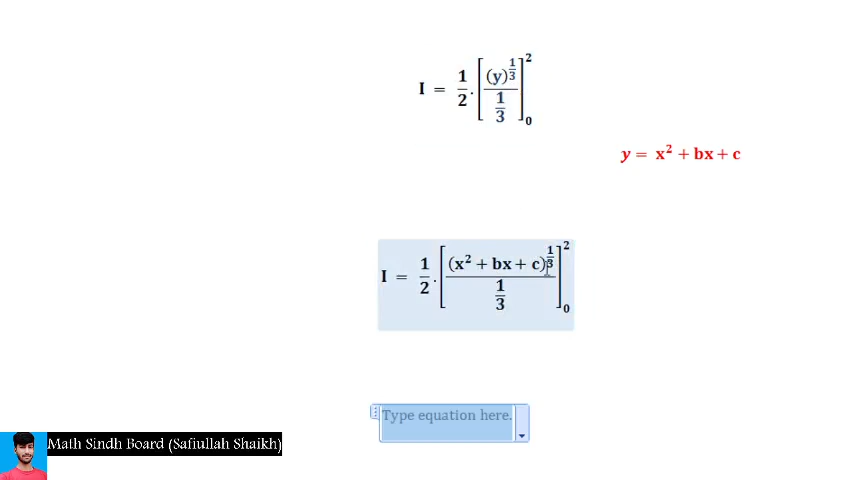 I = 1/2 . [ (y)^(1/3) / (1/3) ]_0^2
y = x² + bx + c
I = 1/2 . [ (x² + bx + c)^(1/3) / (1/3) ]_0^2
Type equation here.
Math Sindh Board (Safiullah Shaikh)